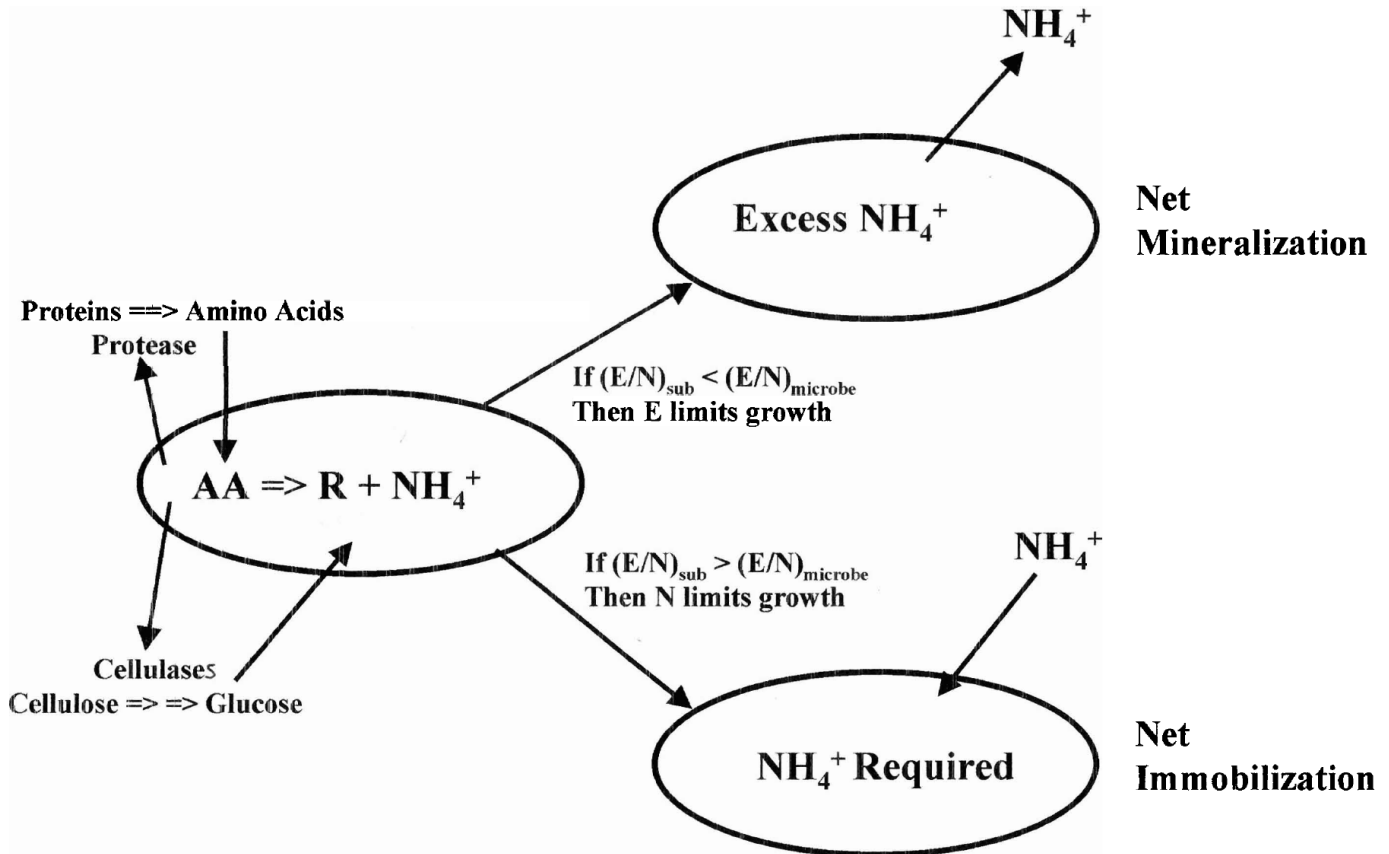 NH₄⁺
Excess NH₄⁺
Net
Mineralization
Proteins ==> Amino Acids
Protease
If (E/N)sub < (E/N)microbe
Then E limits growth
AA => R + NH₄⁺
If (E/N)sub > (E/N)microbe
Then N limits growth
NH₄⁺
Cellulases
Cellulose => => Glucose
NH₄⁺ Required
Net
Immobilization